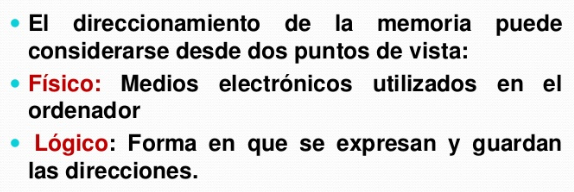 • El direccionamiento de la memoria puede
considerarse desde dos puntos de vista:
• Físico: Medios electrónicos utilizados en el
ordenador
• Lógico: Forma en que se expresan y guardan
las direcciones.